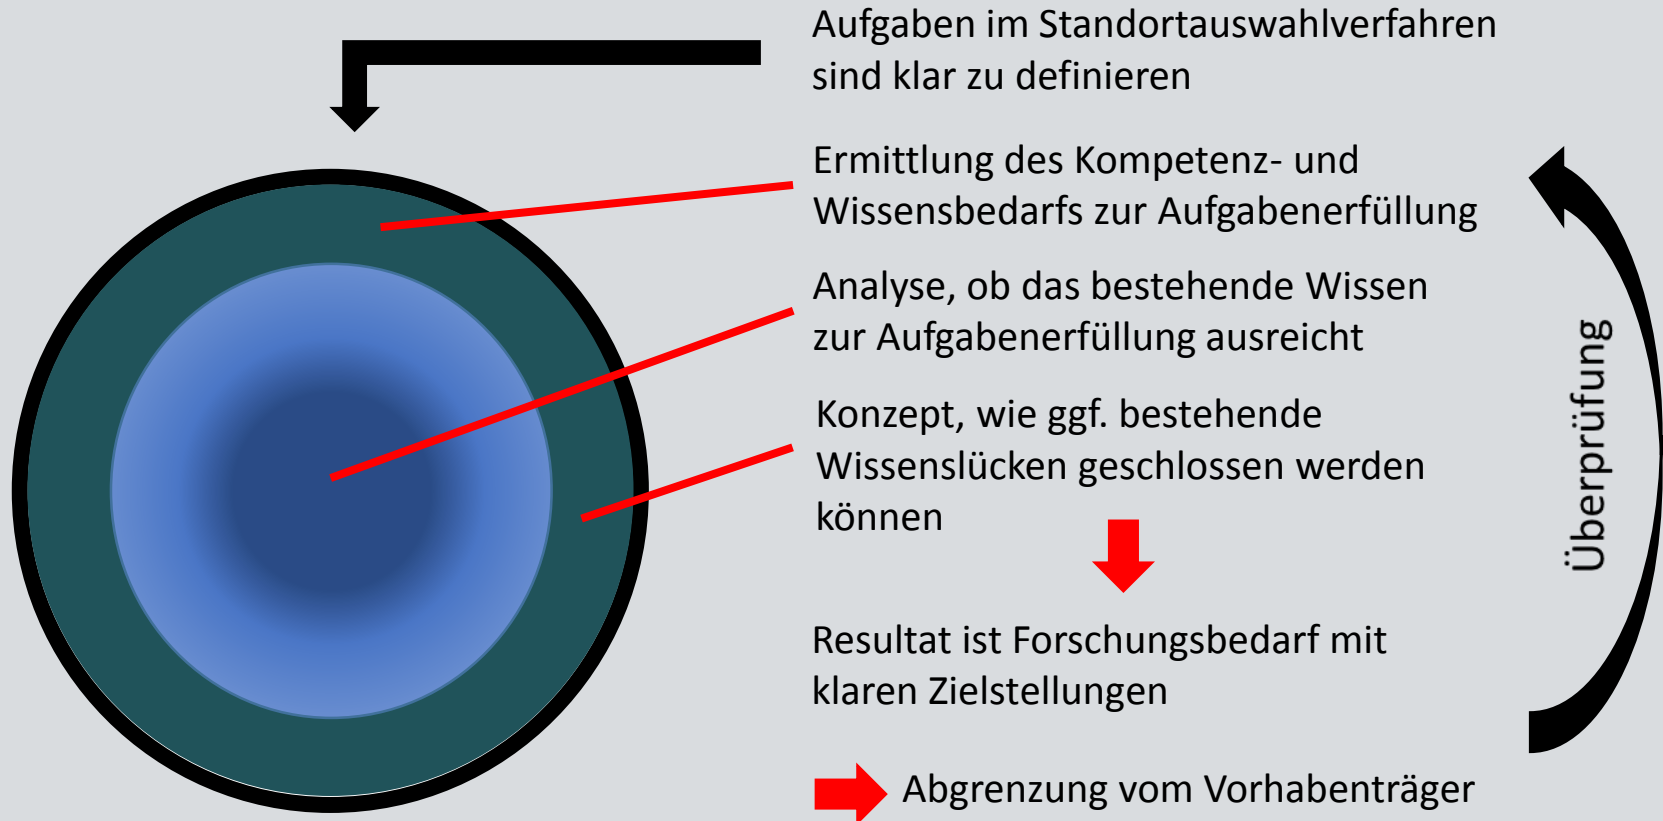 Aufgaben im Standortauswahlverfahren
sind klar zu definieren
Ermittlung des Kompetenz- und
Wissensbedarfs zur Aufgabenerfüllung
Analyse, ob das bestehende Wissen
zur Aufgabenerfüllung ausreicht
Konzept, wie ggf. bestehende
Wissenslücken geschlossen werden
können
Resultat ist Forschungsbedarf mit
klaren Zielstellungen
Abgrenzung vom Vorhabenträger
Überprüfung